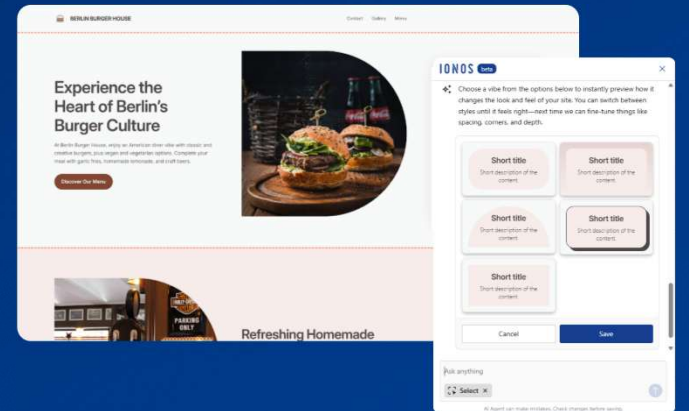 BERLIN BURGER HOUSE
Contact Gallery Menu
Experience the
Heart of Berlin's
Burger Culture
At Berlin Burger House, enjoy an American diner vibe with classic and
creative burgers, plus vegan and vegetarian options. Complete your
meal with garlic fries, homemade lemonade, and craft beers.
Discover Our Menu
PARKING
ONLY
Refreshing Homemade
IONOS beta
Choose a vibe from the options below to instantly preview how it
changes the look and feel of your site. You can switch between
styles until it feels right—next time we can fine-tune things like
spacing, corners, and depth.
Short title
Short description of the
content.
Short title
Short description of the
content.
Short title
Short description of the
content.
Short title
Short description of the
content.
Short title
Short description of the
content.
Cancel
Save
Ask anything
Select
AI Agent can make mistakes. Check changes before saving.